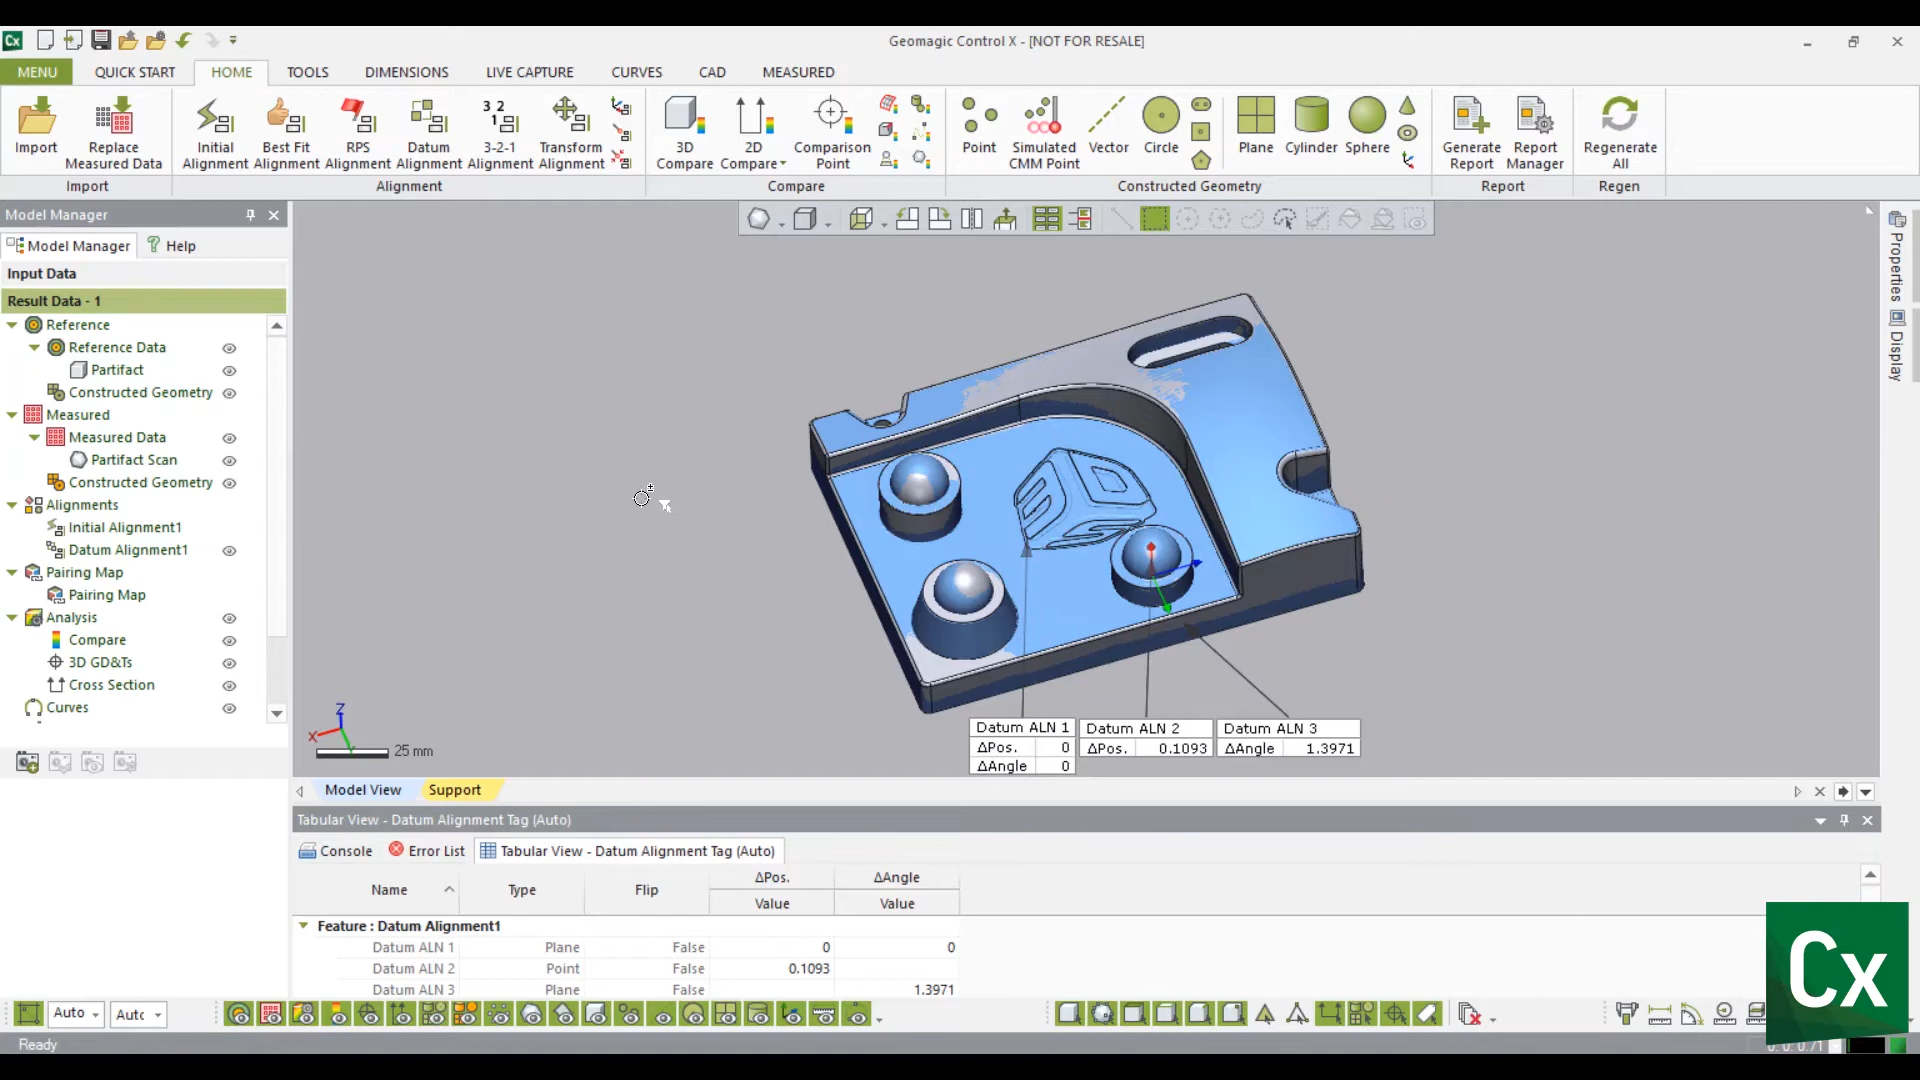 Cx
Geomagic Control X - [NOT FOR RESALE]
MENU QUICK START HOME TOOLS DIMENSIONS LIVE CAPTURE CURVES CAD MEASURED
3 2
1
Import Replace Measured Data Initial Alignment Best Fit Alignment RPS Alignment Datum Alignment 3-2-1 Alignment Transform Alignment 3D Compare 2D Compare Comparison Point Point Simulated CMM Point Vector Circle Plane Cylinder Sphere Generate Report Report Manager Regenerate All
Import Alignment Compare Constructed Geometry Report Regen
Model Manager
Model Manager Help
Input Data
Result Data - 1
Reference
Reference Data
Partifact
Constructed Geometry
Measured
Measured Data
Partifact Scan
Constructed Geometry
Alignments
Initial Alignment1
Datum Alignment1
Pairing Map
Pairing Map
Analysis
Compare
3D GD&Ts
Cross Section
Curves
Properties
Display
Z
X
Y
25 mm
Datum ALN 1
ΔPos. 0
ΔAngle 0
Datum ALN 2
ΔPos. 0.1093
Datum ALN 3
ΔAngle 1.3971
Model View Support
Tabular View - Datum Alignment Tag (Auto)
Console Error List Tabular View - Datum Alignment Tag (Auto)
Name Type Flip ΔPos. ΔAngle
Value Value
Feature : Datum Alignment1
Datum ALN 1 Plane False 0 0
Datum ALN 2 Point False 0.1093
Datum ALN 3 Plane False 1.3971
Auto Autc
Ready
Cx